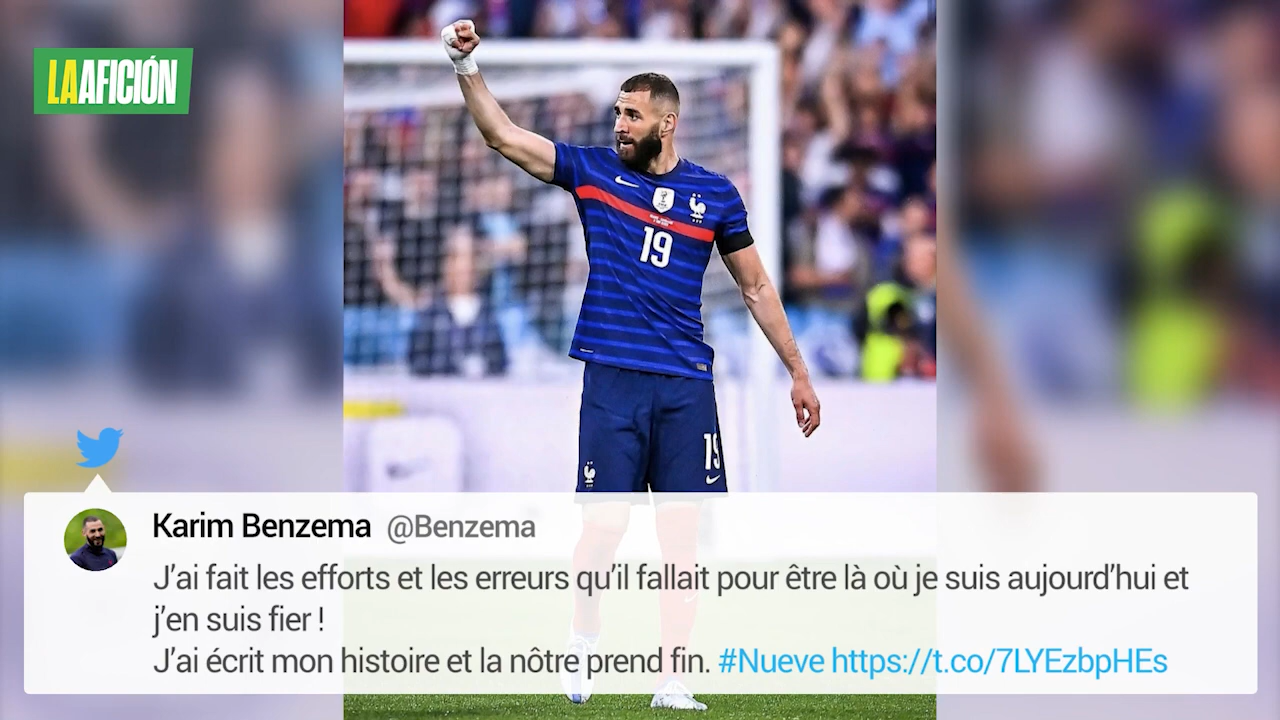 LAAFICIÓN
19
19
Karim Benzema @Benzema
J'ai fait les efforts et les erreurs qu'il fallait pour être là où je suis aujourd'hui et
j'en suis fier !
J'ai écrit mon histoire et la nôtre prend fin. #Nueve https://t.co/7LYEzbpHEs